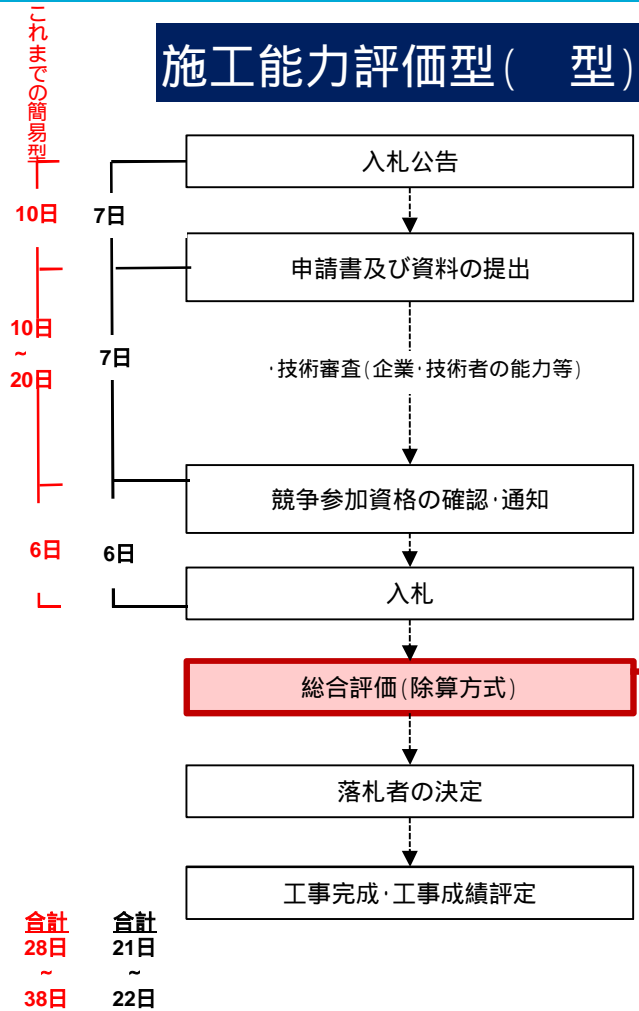 これまでの簡易型
施工能力評価型(　型)
入札公告
10日
7日
申請書及び資料の提出
10日
~
20日
7日
･技術審査(企業･技術者の能力等)
競争参加資格の確認･通知
6日
6日
入札
総合評価(除算方式)
落札者の決定
工事完成･工事成績評定
合計
28日
~
38日
合計
21日
~
22日